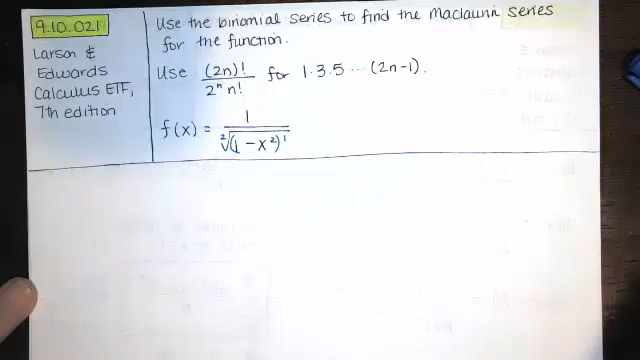 9.10.021
Larson &
Edwards
Calculus ETF,
7th edition
Use the binomial series to find the Maclaurin series
for the function.
Use (2n)! / 2ⁿ n! for 1·3·5 ··· (2n-1).
f(x) = 1 / ²√(1 - x²)¹